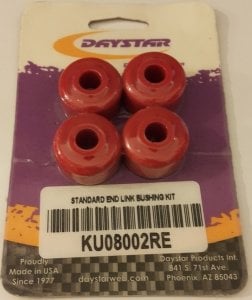 DAYSTAR
STANDARD END LINK BUSHING KIT
KU08002RE
Proudly
Made in USA
Since 1977
daystarweb.com
Daystar Products Int.
841 S. 71st Ave.
Phoenix, AZ 85043